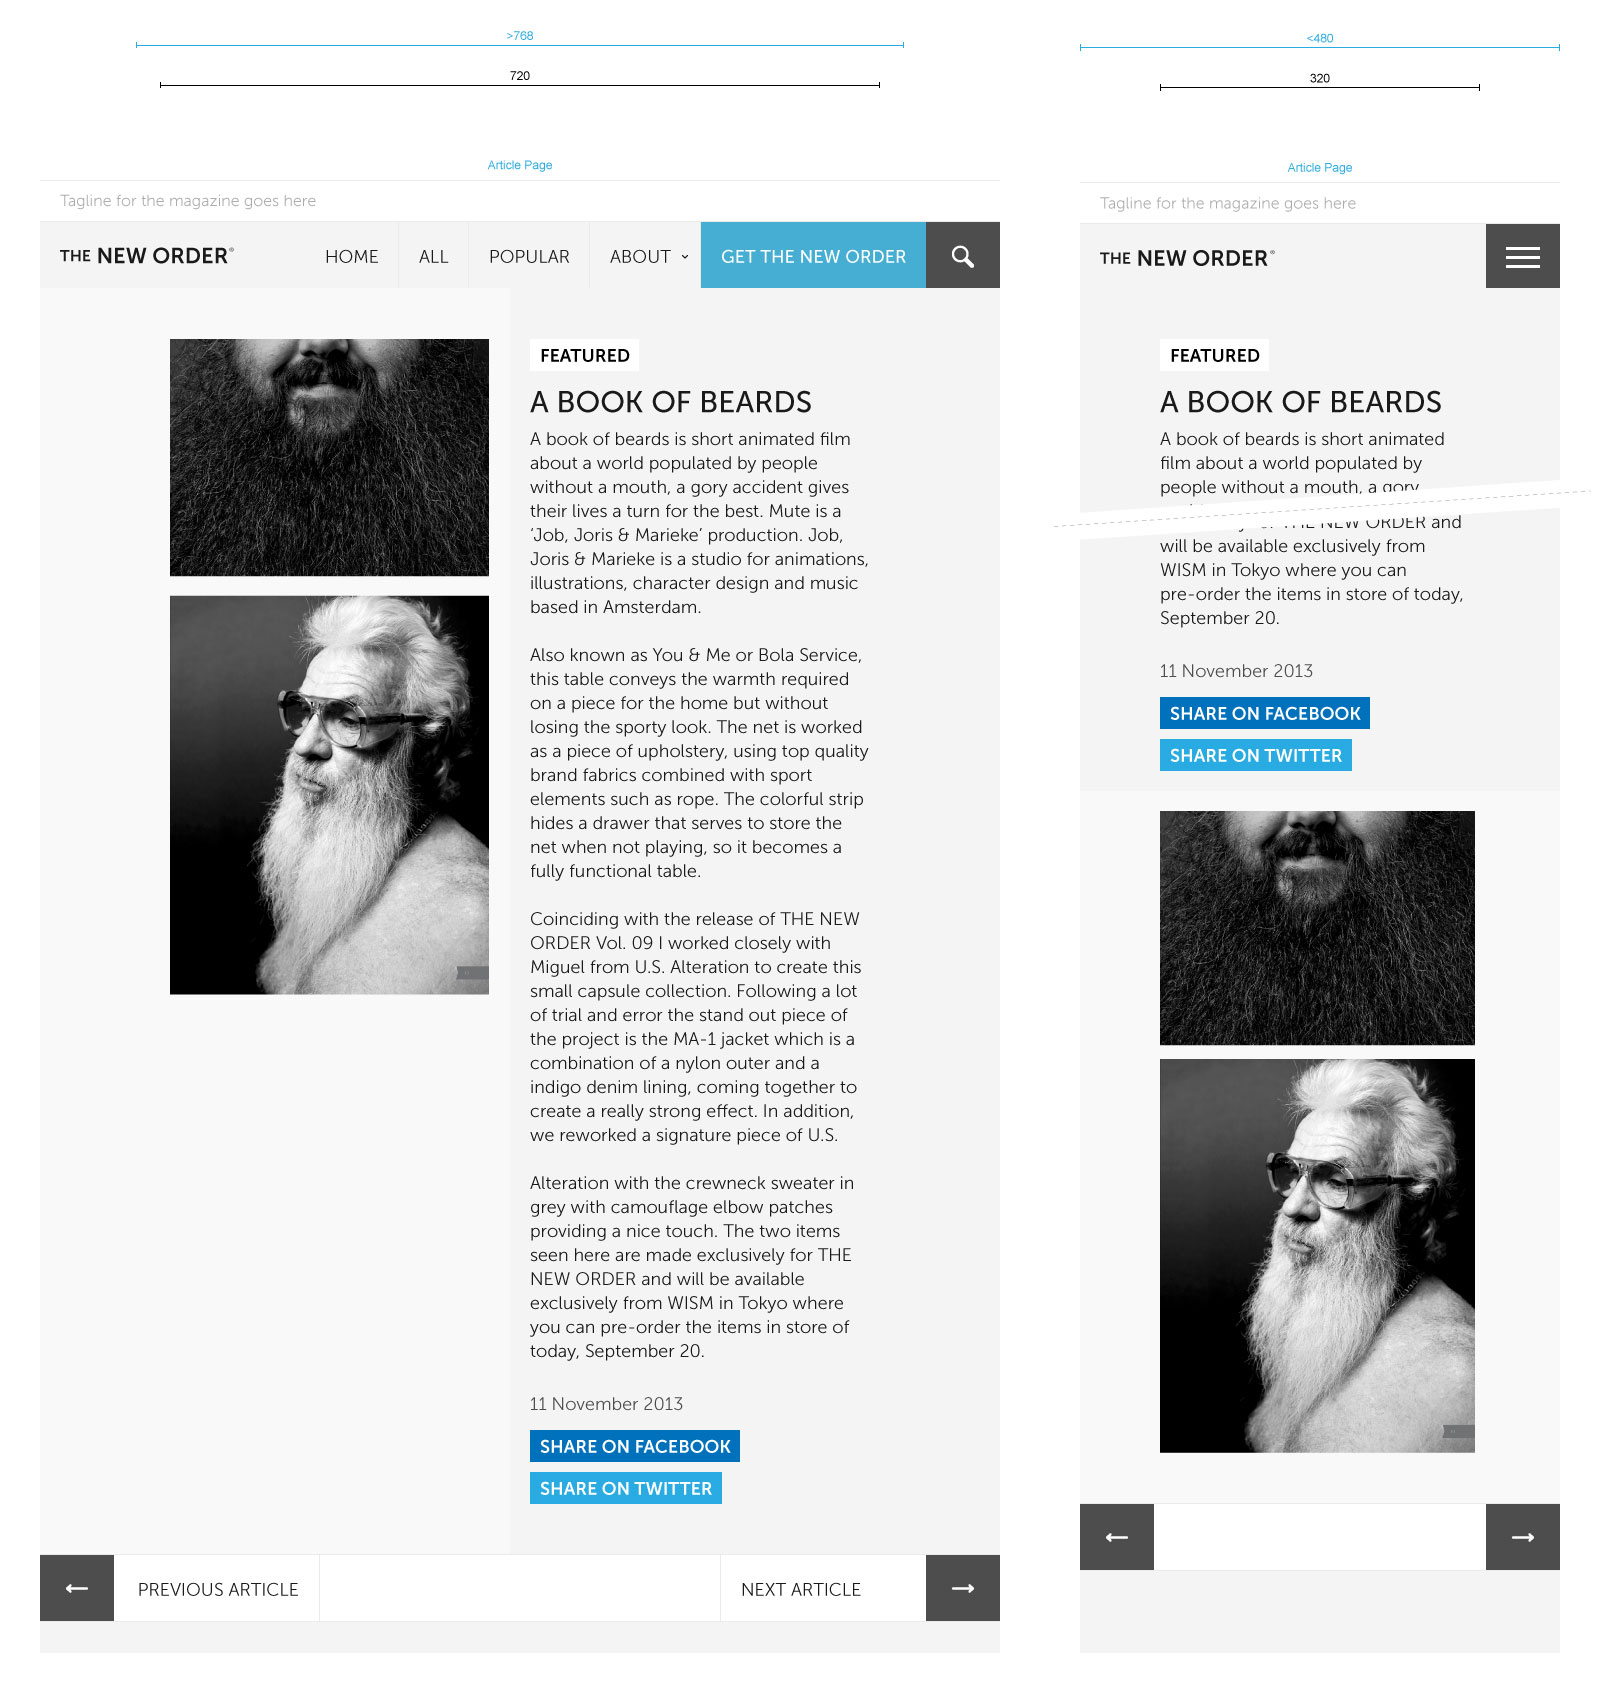 >768
720
Article Page
Tagline for the magazine goes here
THE NEW ORDER®
HOME
ALL
POPULAR
ABOUT
GET THE NEW ORDER
FEATURED
A BOOK OF BEARDS
A book of beards is short animated film
about a world populated by people
without a mouth, a gory accident gives
their lives a turn for the best. Mute is a
‘Job, Joris & Marieke’ production. Job,
Joris & Marieke is a studio for animations,
illustrations, character design and music
based in Amsterdam.
Also known as You & Me or Bola Service,
this table conveys the warmth required
on a piece for the home but without
losing the sporty look. The net is worked
as a piece of upholstery, using top quality
brand fabrics combined with sport
elements such as rope. The colorful strip
hides a drawer that serves to store the
net when not playing, so it becomes a
fully functional table.
Coinciding with the release of THE NEW
ORDER Vol. 09 I worked closely with
Miguel from U.S. Alteration to create this
small capsule collection. Following a lot
of trial and error the stand out piece of
the project is the MA-1 jacket which is a
combination of a nylon outer and a
indigo denim lining, coming together to
create a really strong effect. In addition,
we reworked a signature piece of U.S.
Alteration with the crewneck sweater in
grey with camouflage elbow patches
providing a nice touch. The two items
seen here are made exclusively for THE
NEW ORDER and will be available
exclusively from WISM in Tokyo where
you can pre-order the items in store of
today, September 20.
11 November 2013
SHARE ON FACEBOOK
SHARE ON TWITTER
PREVIOUS ARTICLE
NEXT ARTICLE
<480
320
Article Page
Tagline for the magazine goes here
THE NEW ORDER®
FEATURED
A BOOK OF BEARDS
A book of beards is short animated
film about a world populated by
people without a mouth, a gory
THE NEW ORDER and
will be available exclusively from
WISM in Tokyo where you can
pre-order the items in store of today,
September 20.
11 November 2013
SHARE ON FACEBOOK
SHARE ON TWITTER